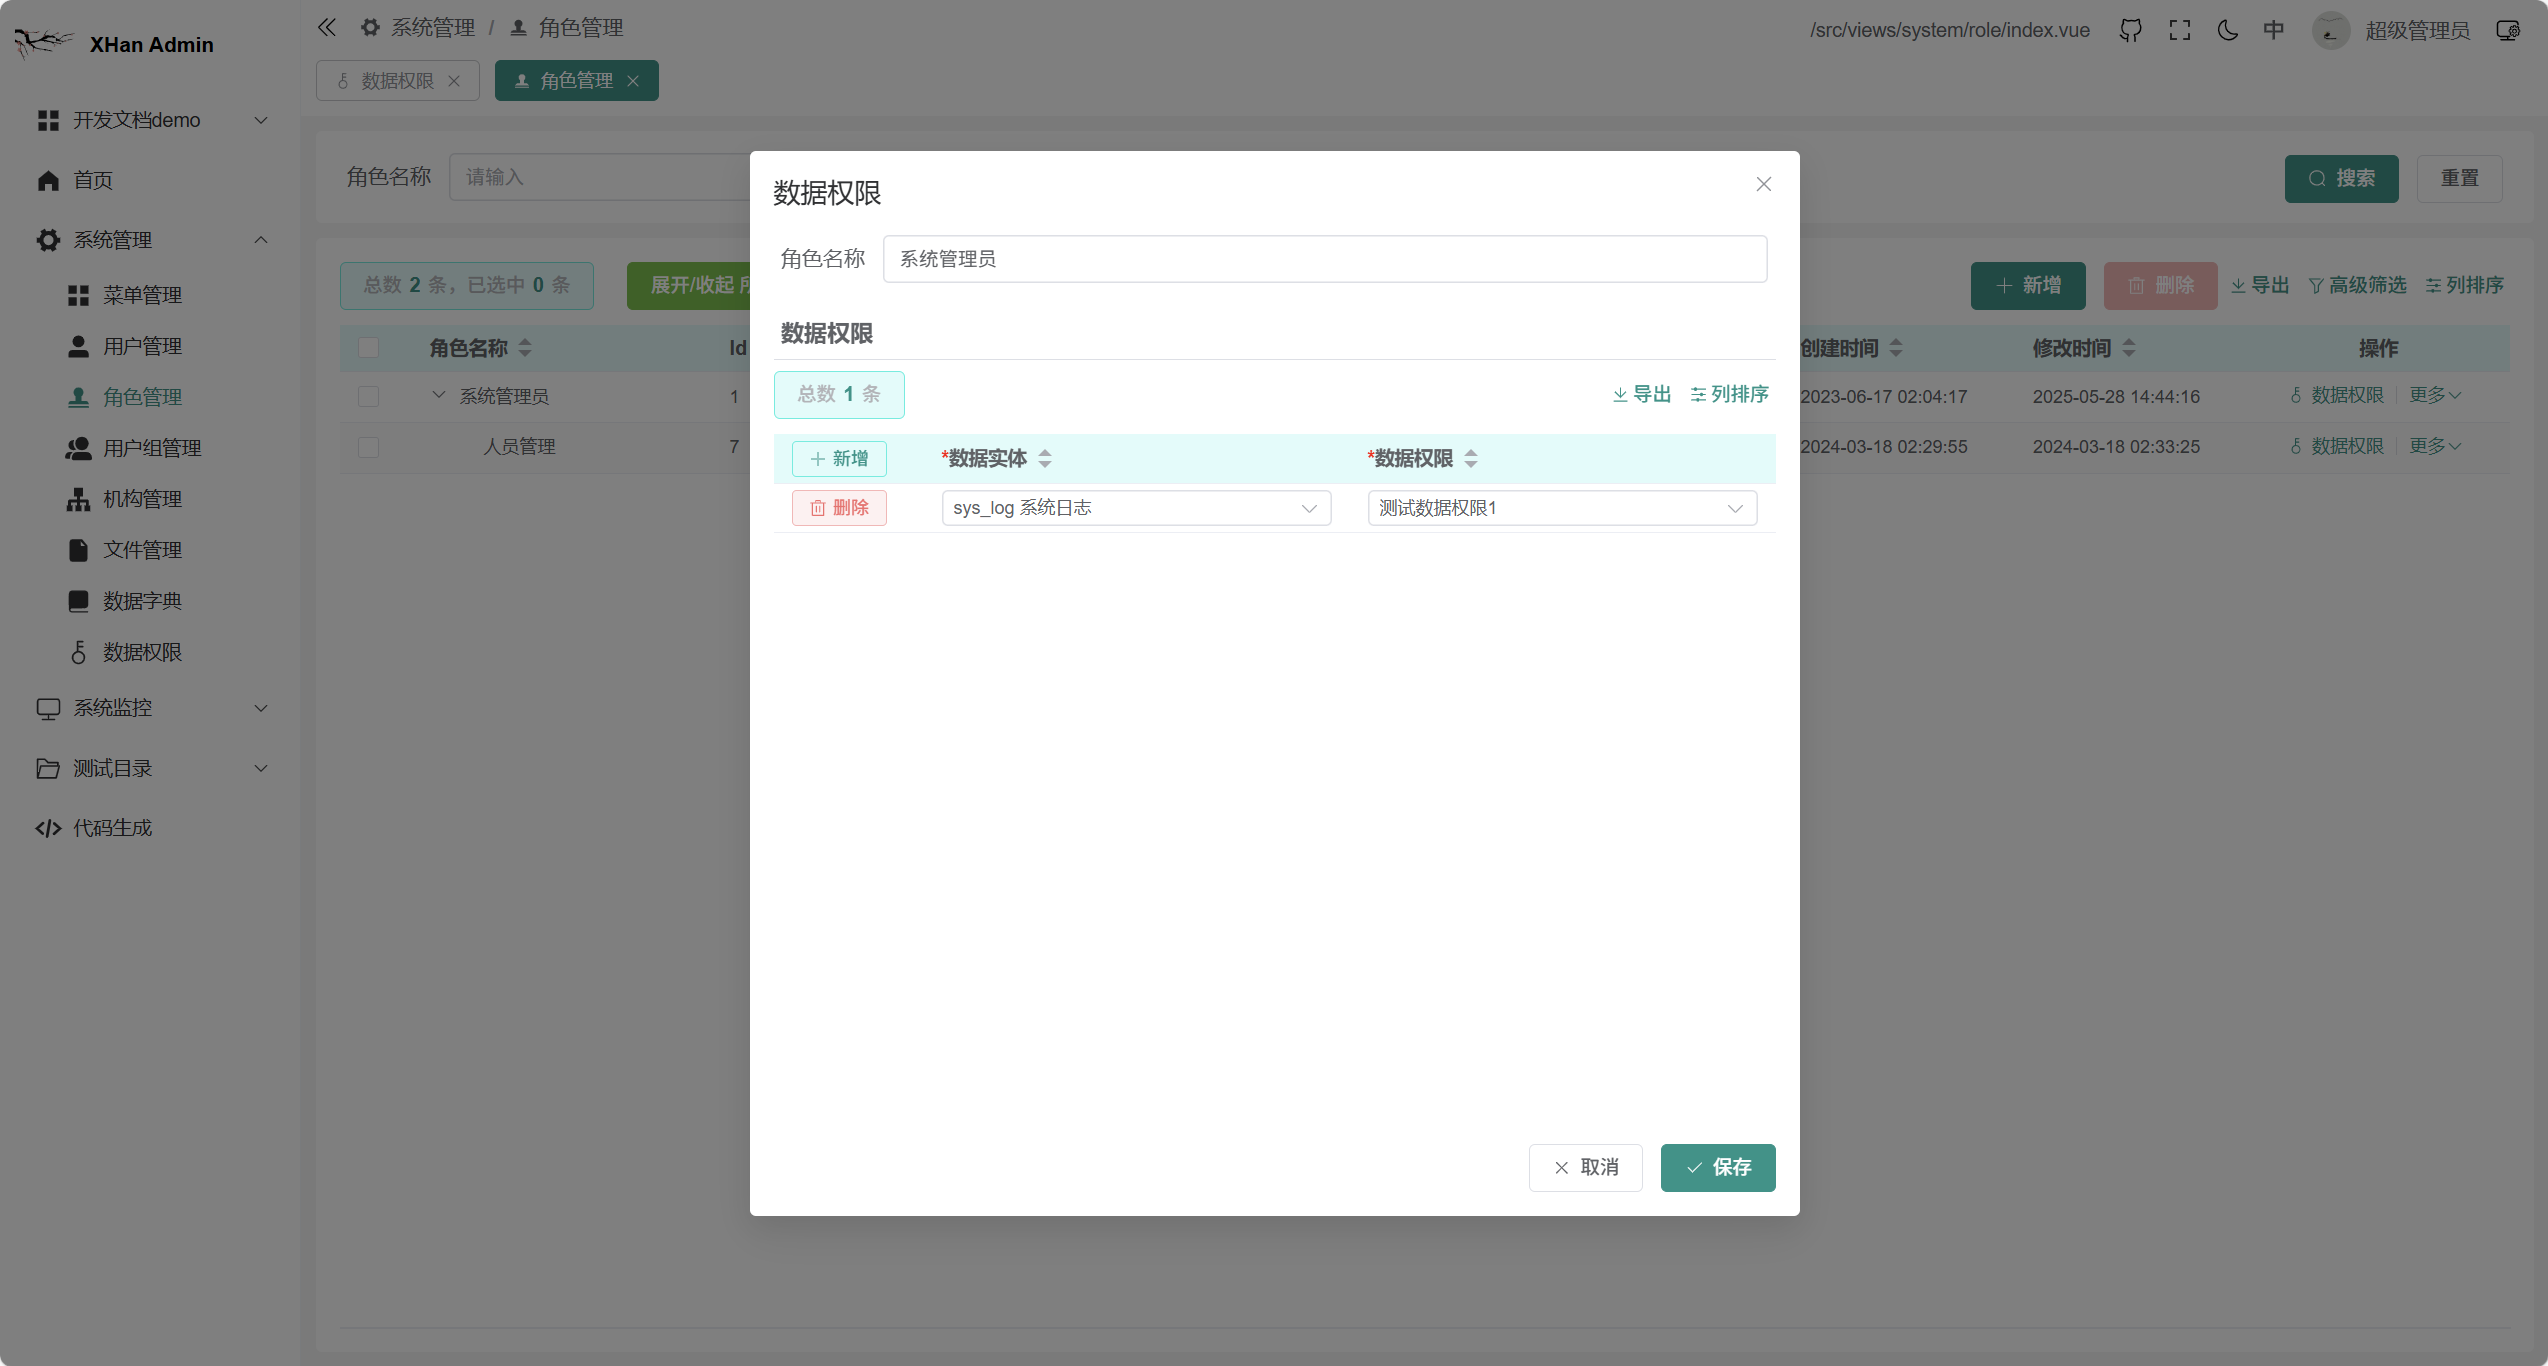 XHan Admin
开发文档demo
首页
系统管理
菜单管理
用户管理
角色管理
用户组管理
机构管理
文件管理
数据字典
数据权限
系统监控
测试目录
代码生成
系统管理 / 角色管理
/src/views/system/role/index.vue
中
超级管理员
数据权限
角色管理
角色名称 请输入
搜索 重置
总数 2 条，已选中 0 条
展开/收起
新增 删除 导出 高级筛选 列排序
角色名称 Id 创建时间 修改时间 操作
系统管理员 1 2023-06-17 02:04:17 2025-05-28 14:44:16 数据权限 更多
人员管理 7 2024-03-18 02:29:55 2024-03-18 02:33:25 数据权限 更多
数据权限
角色名称 系统管理员
数据权限
总数 1 条
导出 列排序
新增 *数据实体 *数据权限
删除 sys_log 系统日志 测试数据权限1
取消 保存